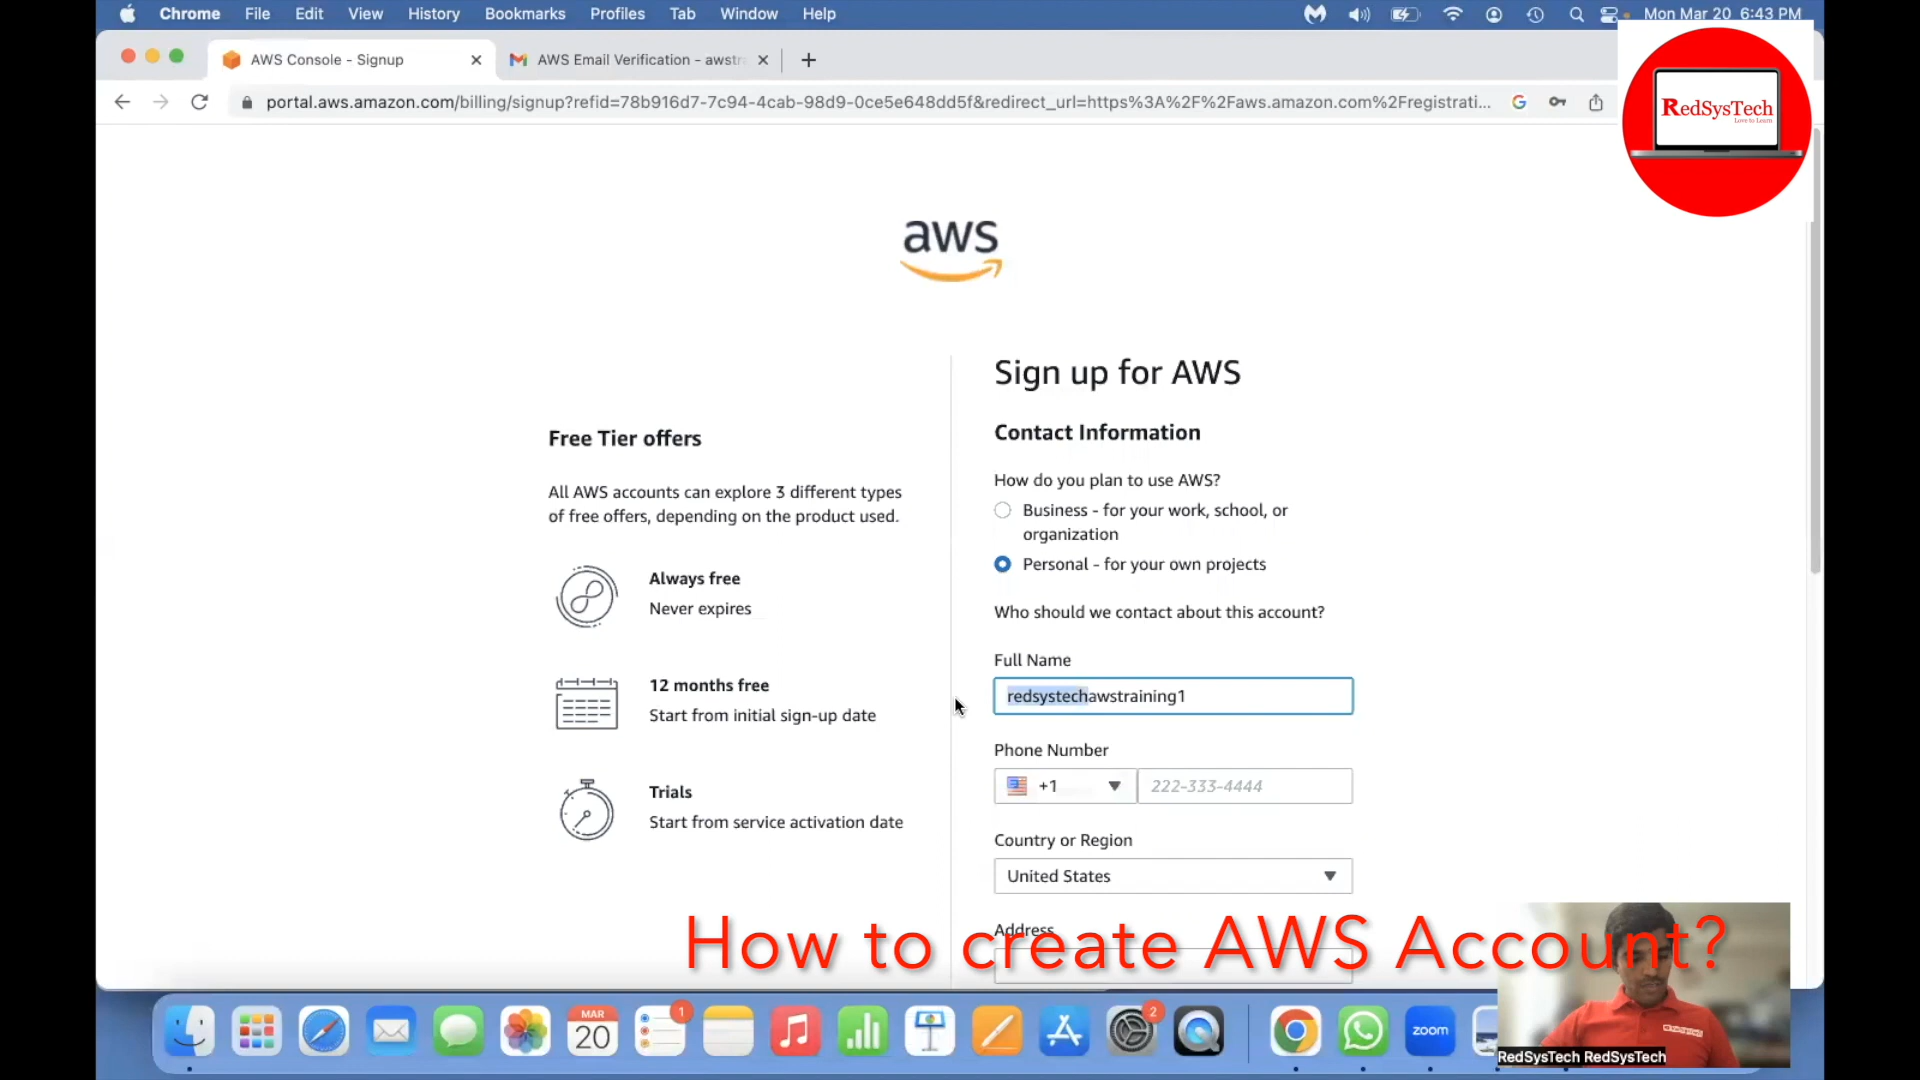 Chrome File Edit View History Bookmarks Profiles Tab Window Help
Mon Mar 20 6:43 PM
AWS Console - Signup
AWS Email Verification - awstr
portal.aws.amazon.com/billing/signup?refid=78b916d7-7c94-4cab-98d9-0ce5e648dd5f&redirect_url=https%3A%2F%2Faws.amazon.com%2Fregistrati...
RedSysTech
Love to Learn
aws
Sign up for AWS
Free Tier offers
All AWS accounts can explore 3 different types
of free offers, depending on the product used.
Always free
Never expires
12 months free
Start from initial sign-up date
Trials
Start from service activation date
Contact Information
How do you plan to use AWS?
Business - for your work, school, or
organization
Personal - for your own projects
Who should we contact about this account?
Full Name
redsystechawstraining1
Phone Number
+1
222-333-4444
Country or Region
United States
Address
How to create AWS Account?
MAR
20
1
2
zoom
RedSysTech RedSysTech